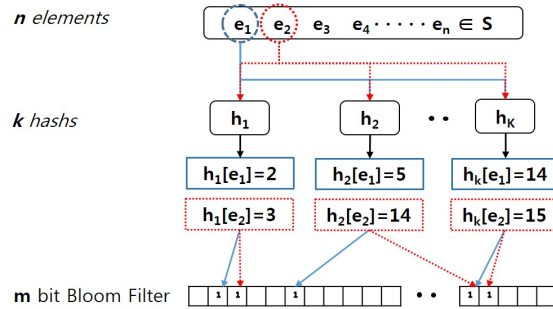 n elements
e1 e2 e3 e4 ····· en ∈ S
k hashs
h1 h2 ·· hK
h1[e1]=2 h2[e1]=5 hk[e1]=14
h1[e2]=3 h2[e2]=14 hk[e2]=15
m bit Bloom Filter 1 1 1 ·· 1 1